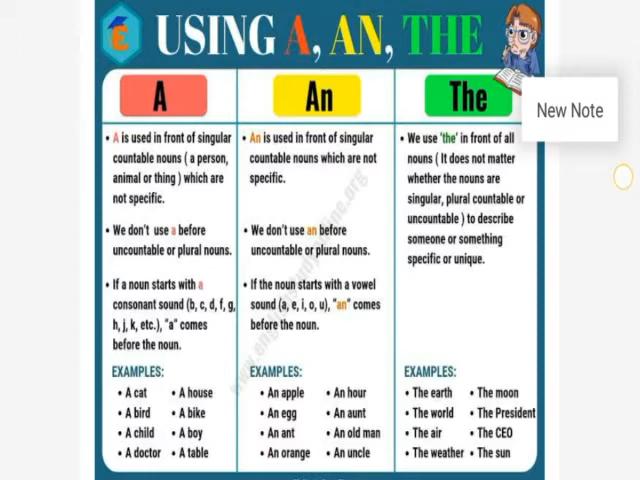 USING A, AN, THE
New Note
A
• A is used in front of singular
countable nouns ( a person,
animal or thing ) which are
not specific.
• We don't use a before
uncountable or plural nouns.
• If a noun starts with a
consonant sound (b, c, d, f, g,
h, j, k, etc.), "a" comes
before the noun.
EXAMPLES:
• A cat • A house
• A bird • A bike
• A child • A boy
• A doctor • A table
An
• An is used in front of singular
countable nouns which are not
specific.
• We don't use an before
uncountable or plural nouns.
• If the noun starts with a vowel
sound (a, e, i, o, u), "an" comes
before the noun.
EXAMPLES:
• An apple • An hour
• An egg • An aunt
• An ant • An old man
• An orange • An uncle
The
• We use 'the' in front of all
nouns ( It does not matter
whether the nouns are
singular, plural countable or
uncountable ) to describe
someone or something
specific or unique.
EXAMPLES:
• The earth • The moon
• The world • The President
• The air • The CEO
• The weather • The sun